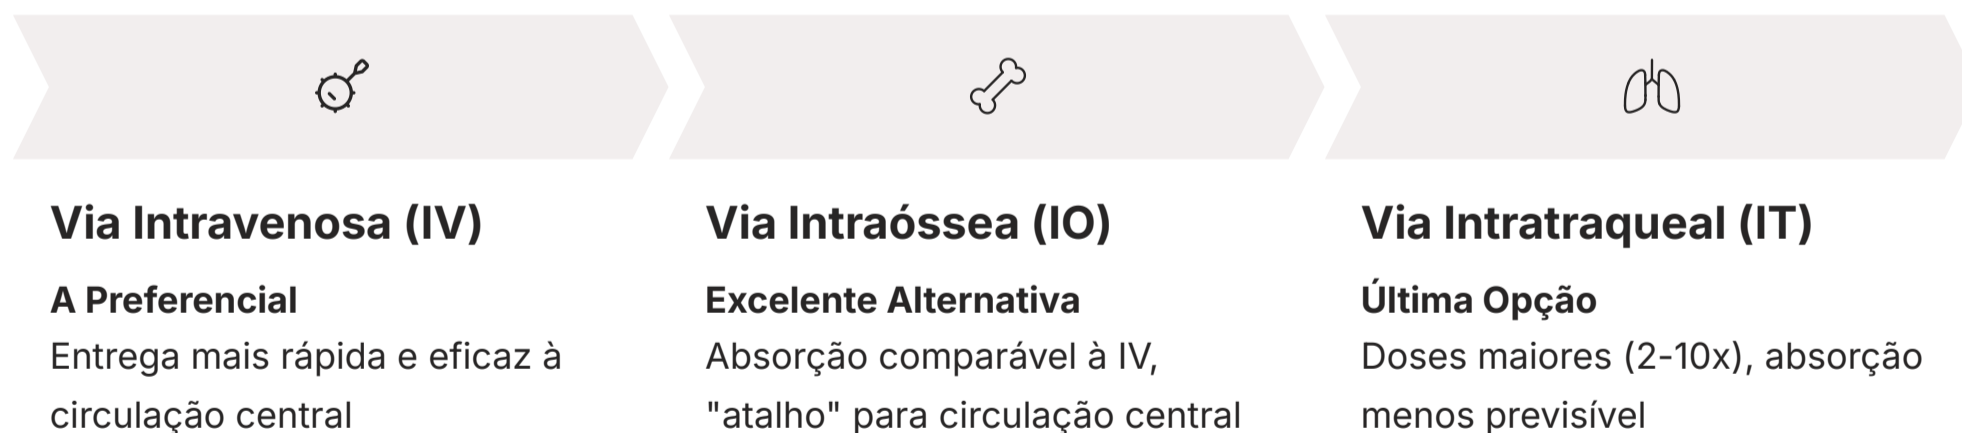 Via Intravenosa (IV)
A Preferencial
Entrega mais rápida e eficaz à
circulação central
Via Intraóssea (IO)
Excelente Alternativa
Absorção comparável à IV,
"atalho" para circulação central
Via Intratraqueal (IT)
Última Opção
Doses maiores (2-10x), absorção
menos previsível